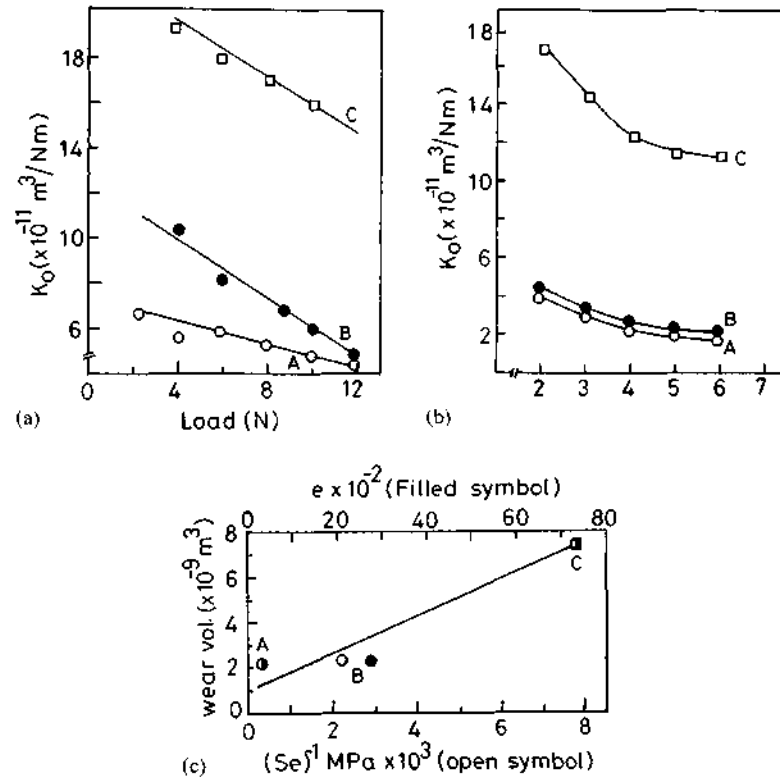 18
14
10
6
K₀ (x10⁻¹¹ m³/Nm)
C
B
A
0 4 8 12
(a) Load (N)
18
14
10
6
2
K₀ (x10⁻¹¹ m³/Nm)
C
B
A
2 3 4 5 6 7
(b)
e x 10⁻² (Filled symbol)
0 20 40 60 80
8
6
4
2
0
wear vol. (x10⁻⁹ m³)
A
B
C
0 2 4 6 8
(c) (Se)⁻¹ MPa x10³ (open symbol)